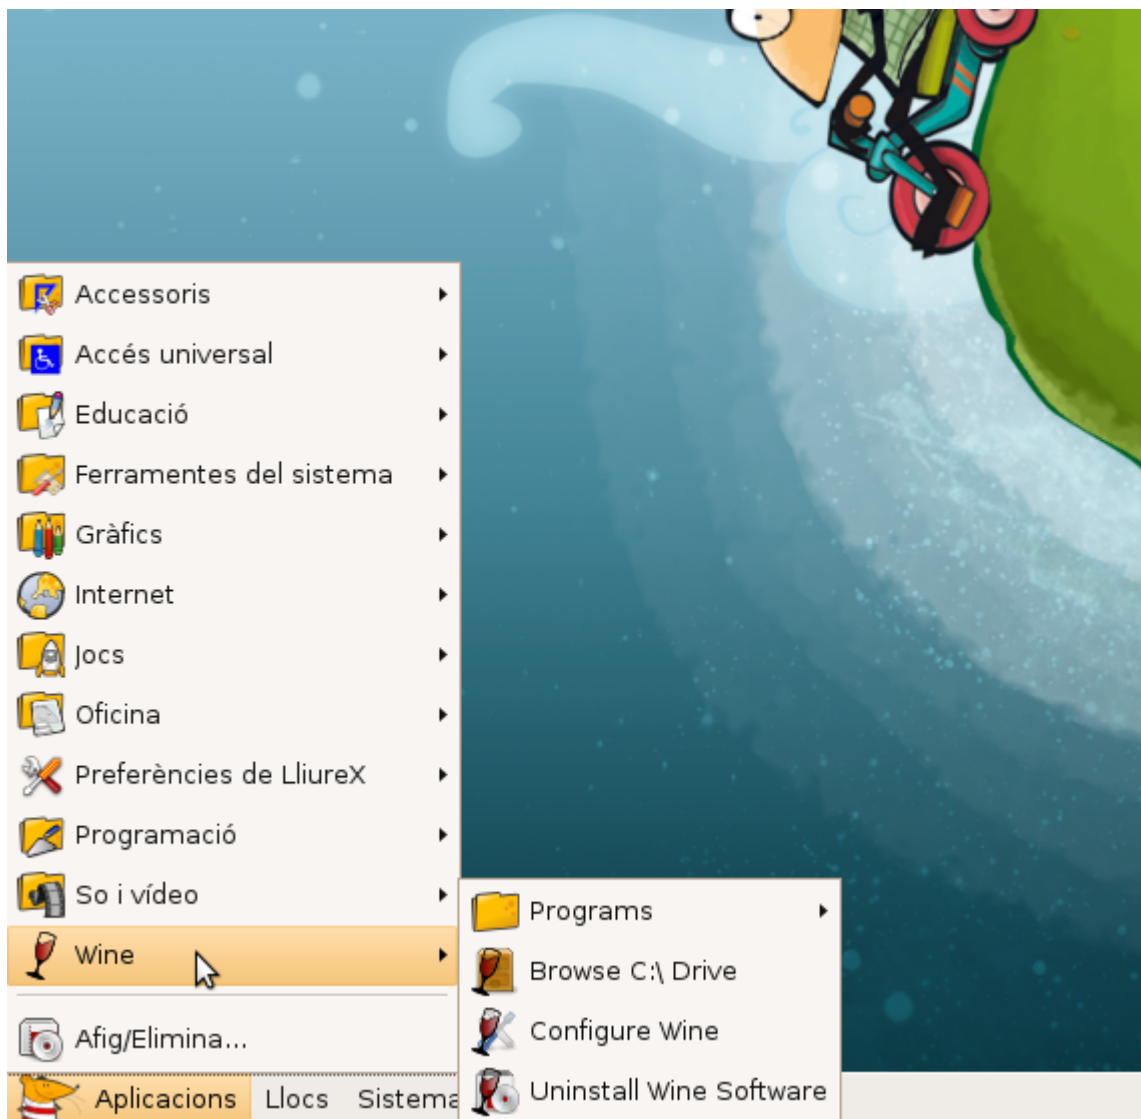 Accessoris
Accés universal
Educació
Ferramentes del sistema
Gràfics
Internet
Jocs
Oficina
Preferències de LliureX
Programació
So i vídeo
Wine
Afig/Elimina...
Programs
Browse C:\ Drive
Configure Wine
Uninstall Wine Software
Aplicacions Llocs Sistema